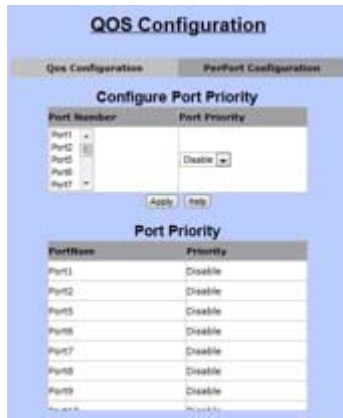 QOS Configuration
Qos Configuration PerPort Configuration
Configure Port Priority
Port Number Port Priority
Port1
Port2
Port5
Port6
Port7
Disable
Apply help
Port Priority
PortNum Priority
Port1 Disable
Port2 Disable
Port5 Disable
Port6 Disable
Port7 Disable
Port8 Disable
Port9 Disable